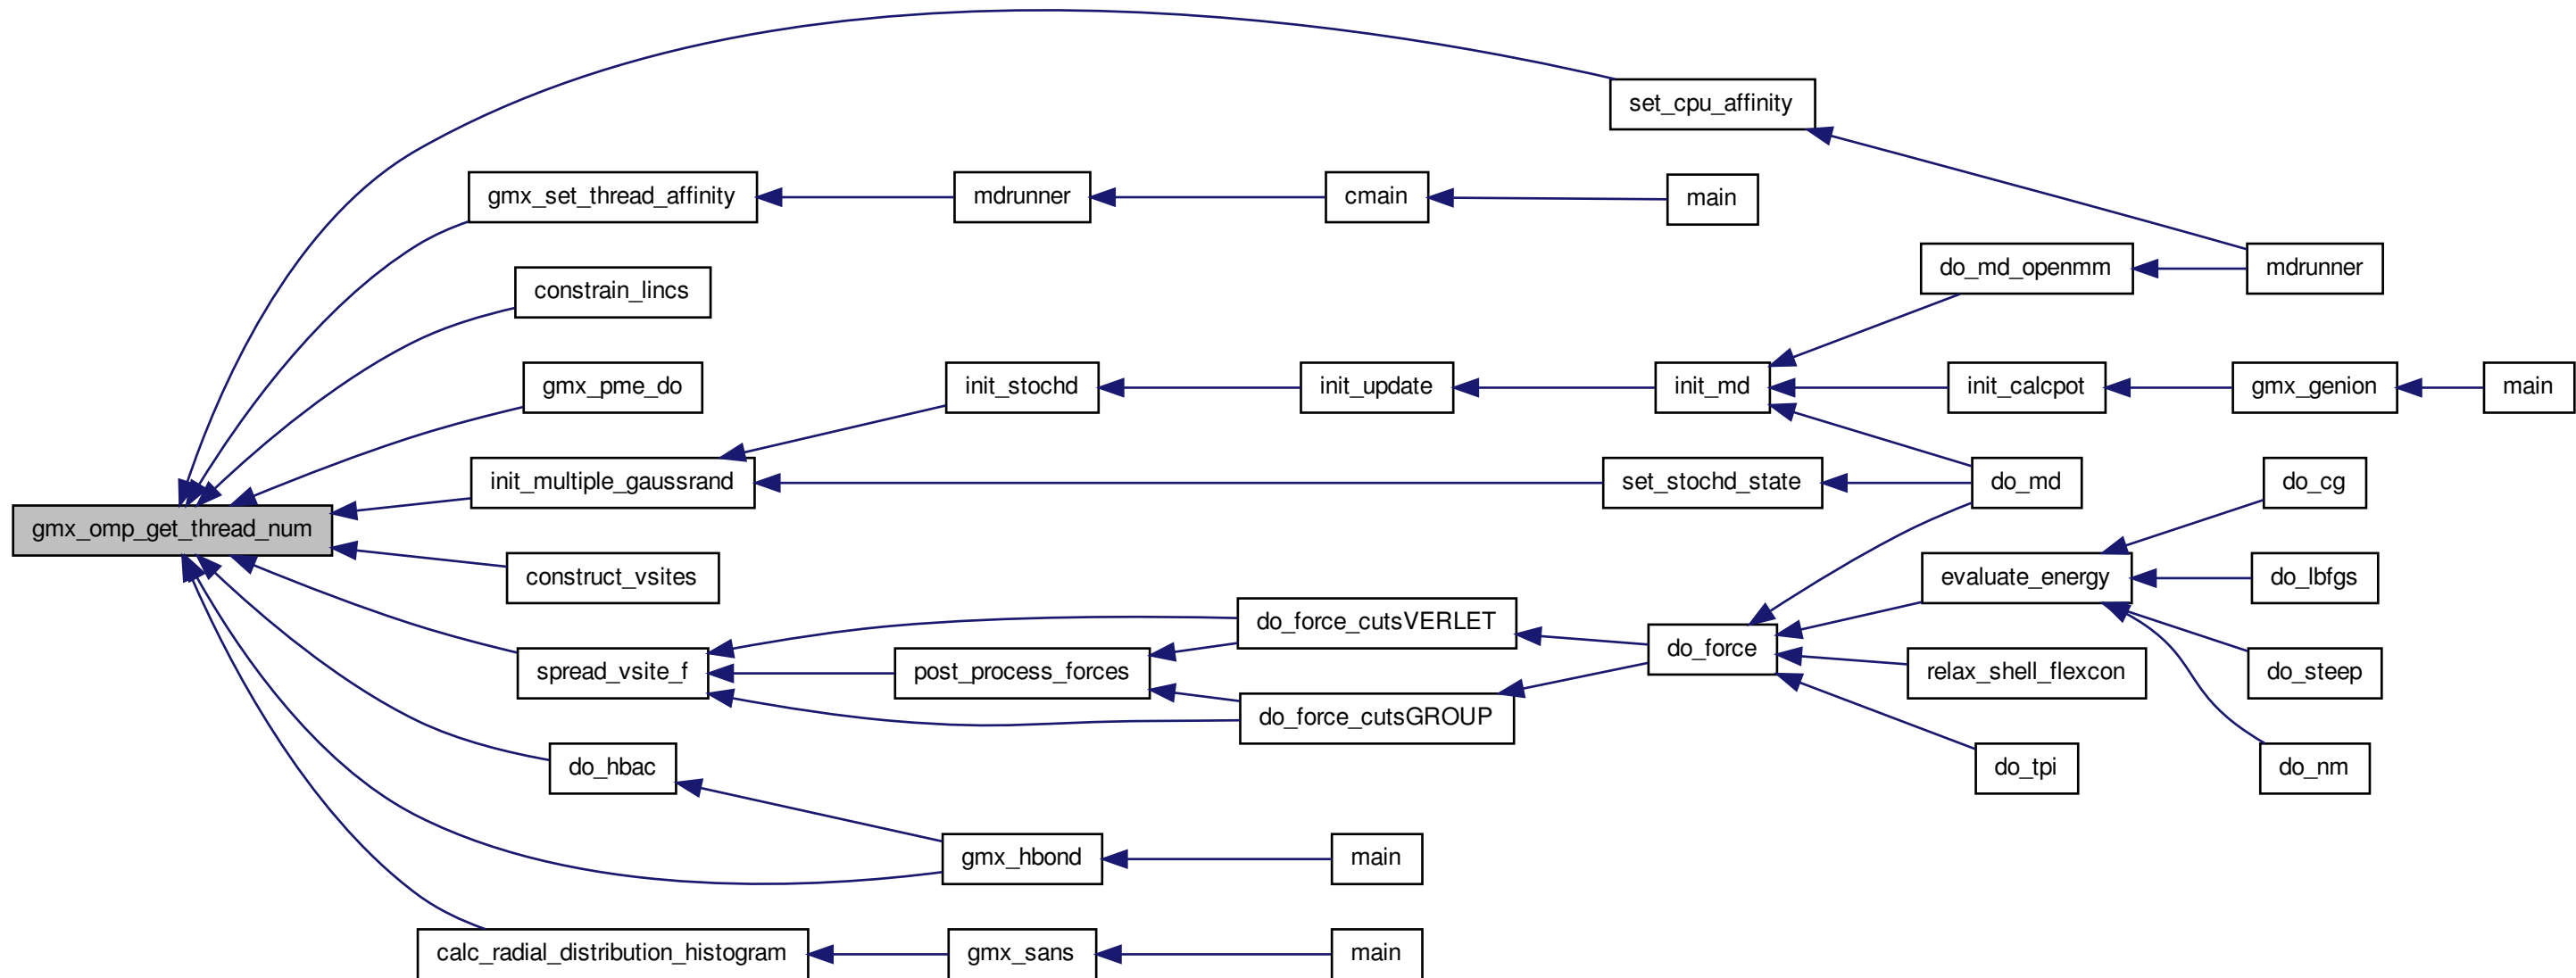 set_cpu_affinity
gmx_set_thread_affinity
mdrunner
cmain
main
do_md_openmm
mdrunner
constrain_lincs
gmx_pme_do
init_stochd
init_update
init_md
init_calcpot
gmx_genion
main
init_multiple_gaussrand
set_stochd_state
do_md
do_cg
gmx_omp_get_thread_num
construct_vsites
evaluate_energy
do_lbfgs
do_force_cutsVERLET
do_force
spread_vsite_f
post_process_forces
relax_shell_flexcon
do_steep
do_force_cutsGROUP
do_hbac
do_tpi
do_nm
gmx_hbond
main
calc_radial_distribution_histogram
gmx_sans
main